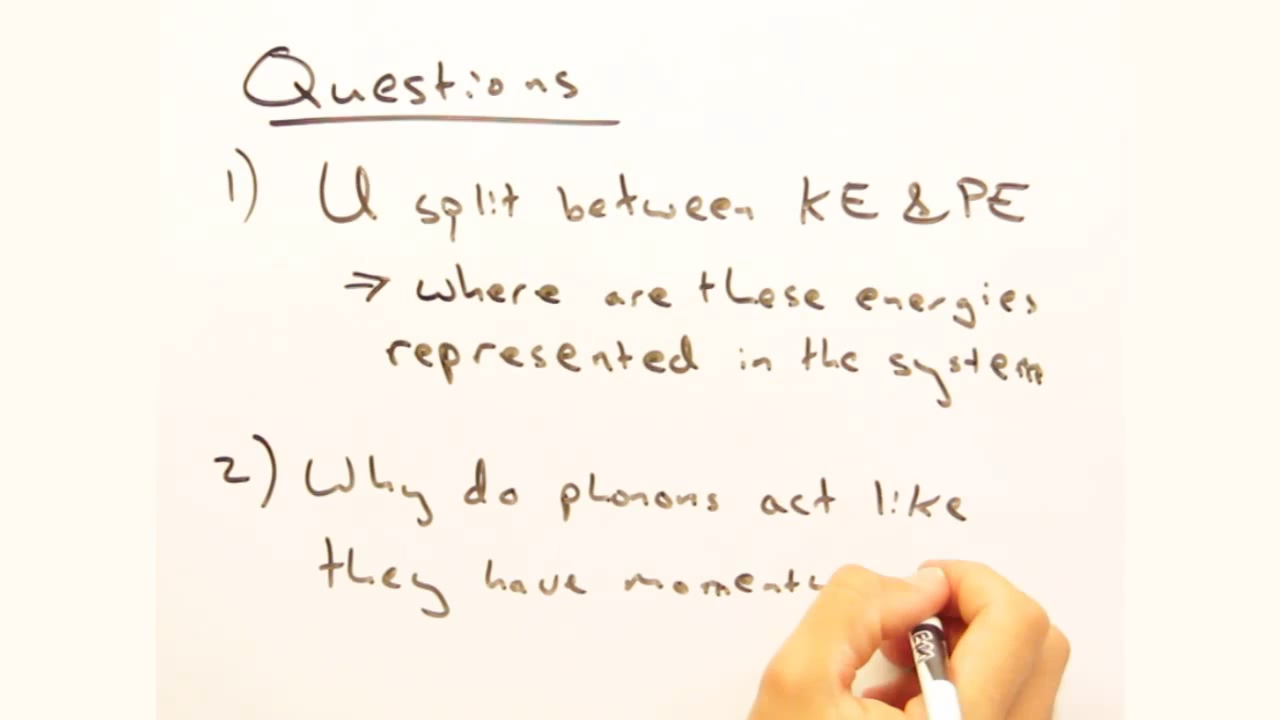 Questions
1) U split between KE & PE
⇒ where are these energies
represented in the system
2) Why do phonons act like
they have momentu